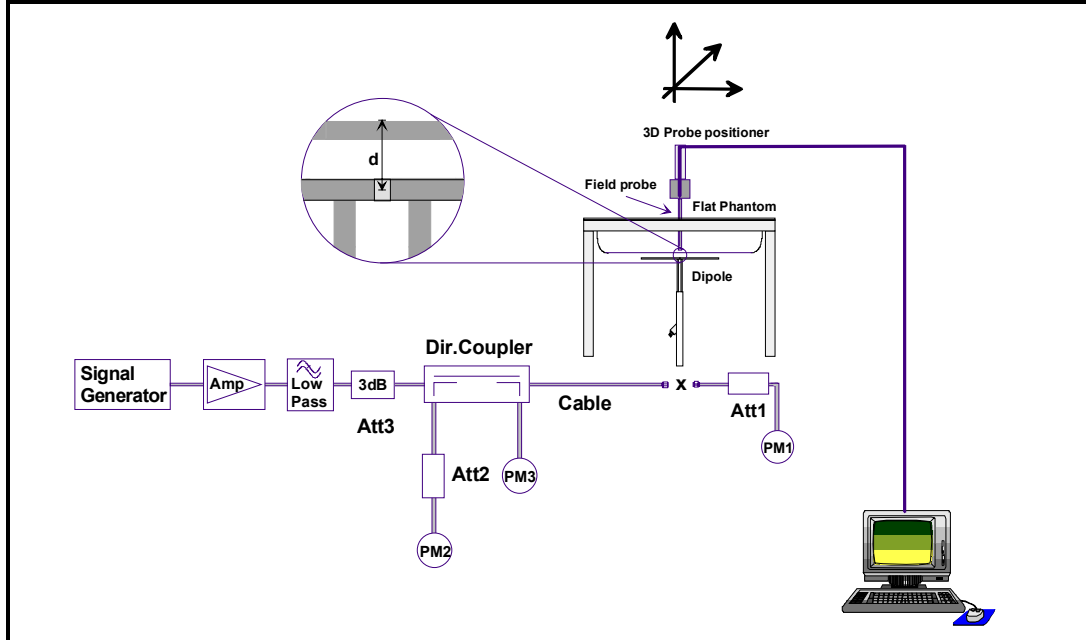 3D Probe positioner
d
Field probe
Flat Phantom
Dipole
Dir.Coupler
Signal
Generator
Amp
Low
Pass
3dB
Att3
Cable
x
Att1
PM1
Att2
PM3
PM2